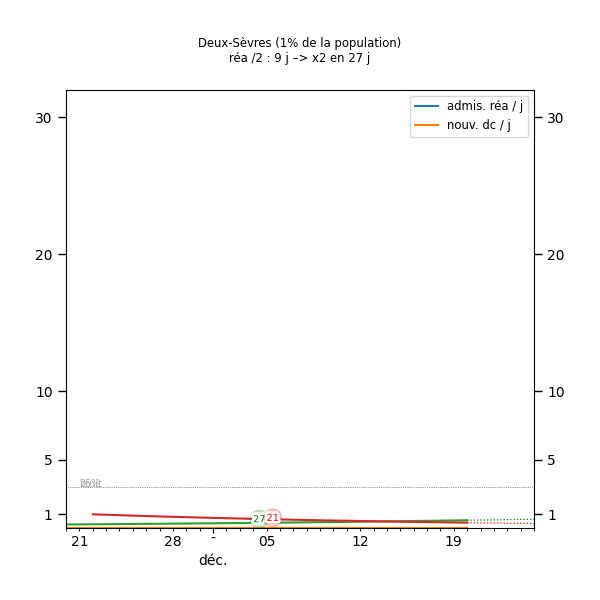 Deux-Sèvres (1% de la population)
réa /2 : 9 j –> x2 en 27 j
admis. réa / j
nouv. dc / j
30 30
20 20
10 10
5 5
1 1
27 21
21 28 - 05 12 19
déc.